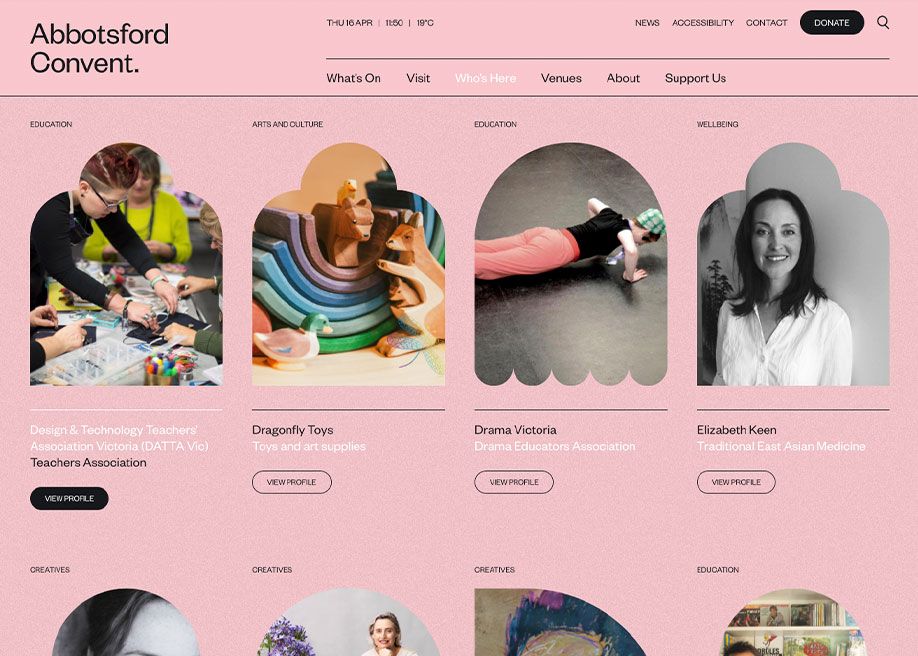 Abbotsford
Convent.
THU 16 APR | 11:50 | 19°C
NEWS ACCESSIBILITY CONTACT DONATE
What's On Visit Who's Here Venues About Support Us
EDUCATION
ARTS AND CULTURE
EDUCATION
WELLBEING
Design & Technology Teachers'
Association Victoria (DATTA Vic)
Teachers Association
VIEW PROFILE
Dragonfly Toys
Toys and art supplies
VIEW PROFILE
Drama Victoria
Drama Educators Association
VIEW PROFILE
Elizabeth Keen
Traditional East Asian Medicine
VIEW PROFILE
CREATIVES
CREATIVES
CREATIVES
EDUCATION